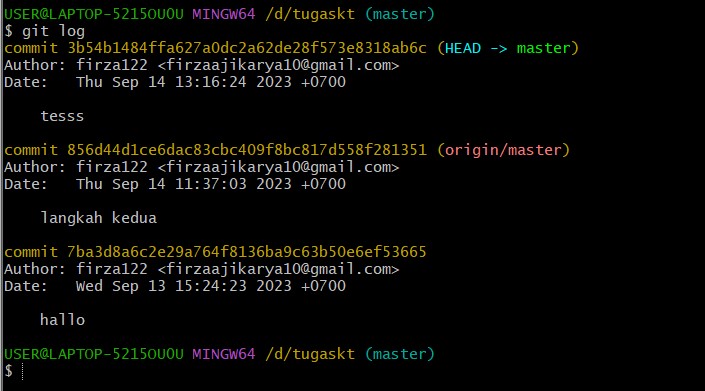 USER@LAPTOP-5215OUOU MINGW64 /d/tugaskt (master)
$ git log
commit 3b54b1484ffa627a0dc2a62de28f573e8318ab6c (HEAD -> master)
Author: firza122 <firzaajikarya10@gmail.com>
Date:   Thu Sep 14 13:16:24 2023 +0700

    tesss

commit 856d44d1ce6dac83cbc409f8bc817d558f281351 (origin/master)
Author: firza122 <firzaajikarya10@gmail.com>
Date:   Thu Sep 14 11:37:03 2023 +0700

    langkah kedua

commit 7ba3d8a6c2e29a764f8136ba9c63b50e6ef53665
Author: firza122 <firzaajikarya10@gmail.com>
Date:   Wed Sep 13 15:24:23 2023 +0700

    hallo

USER@LAPTOP-5215OUOU MINGW64 /d/tugaskt (master)
$